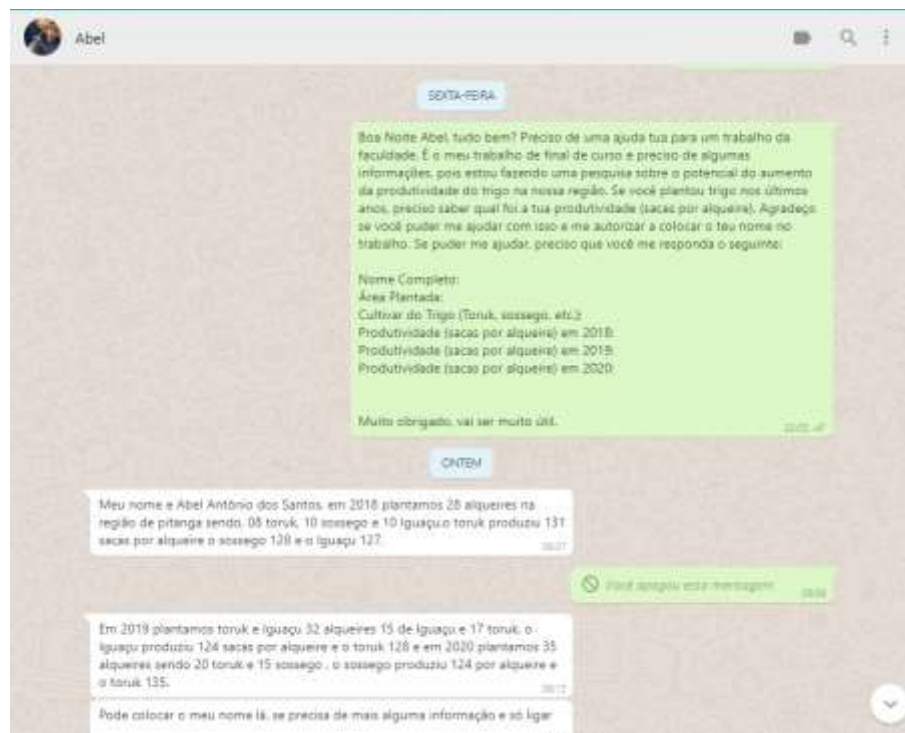 Abel
SEXTA-FEIRA
Boa Noite Abel, tudo bem? Preciso de uma ajuda tua para um trabalho da
faculdade. É o meu trabalho de final de curso e preciso de algumas
informações, pois estou fazendo uma pesquisa sobre o potencial do aumento
da produtividade do trigo na nossa região. Se você plantou trigo nos últimos
anos, preciso saber qual foi a tua produtividade (sacas por alqueire). Agradeço
se você puder me ajudar com isso e me autorizar a colocar o teu nome no
trabalho. Se puder me ajudar, preciso que você me responda o seguinte:
Nome Completo:
Área Plantada:
Cultivar do Trigo (Toruk, sossego, etc.):
Produtividade (sacas por alqueire) em 2018:
Produtividade (sacas por alqueire) em 2019:
Produtividade (sacas por alqueire) em 2020:
Muito obrigado, vai ser muito útil.
ONTEM
Meu nome e Abel Antônio dos Santos, em 2018 plantamos 28 alqueires na
região de pitanga sendo, 08 toruk, 10 sossego e 10 Iguaçu,o toruk produziu 131
sacas por alqueire o sossego 128 e o Iguaçu 127.
Você apagou essa mensagem
Em 2019 plantamos toruk e Iguaçu 32 alqueires 15 de Iguaçu e 17 toruk, o
Iguaçu produziu 124 sacas por alqueire e o toruk 128 e em 2020 plantamos 35
alqueires sendo 20 toruk e 15 sossego , o sossego produziu 124 por alqueire e
o toruk 135.
Pode colocar o meu nome lá, se precisa de mais alguma informação e só ligar